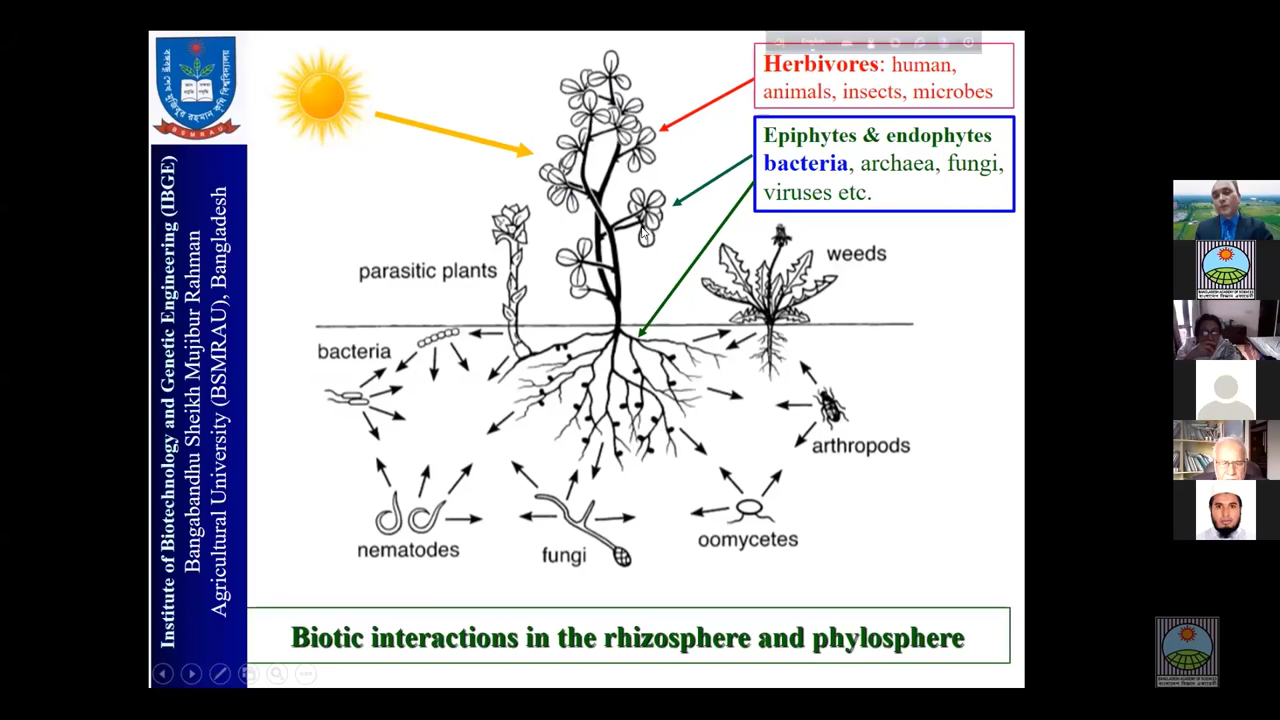 Herbivores: human,
animals, insects, microbes
Epiphytes & endophytes
bacteria, archaea, fungi,
viruses etc.
parasitic plants
weeds
bacteria
arthropods
nematodes
fungi
oomycetes
Biotic interactions in the rhizosphere and phylosphere
Institute of Biotechnology and Genetic Engineering (IBGE)
Bangabandhu Sheikh Mujibur Rahman
Agricultural University (BSMRAU), Bangladesh
BSMRAU